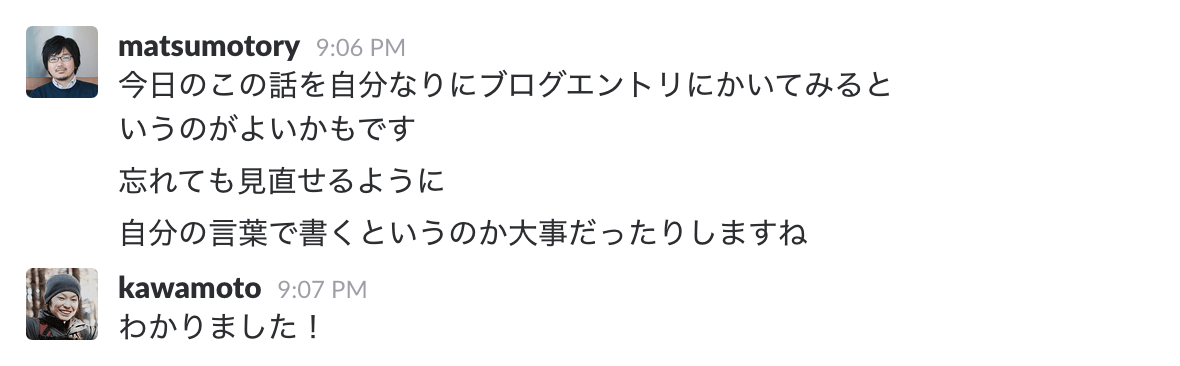 matsumotory 9:06 PM
今日のこの話を自分なりにブログエントリにかいてみると
いうのがよいかもです
忘れても見直せるように
自分の言葉で書くというのか大事だったりしますね
kawamoto 9:07 PM
わかりました！